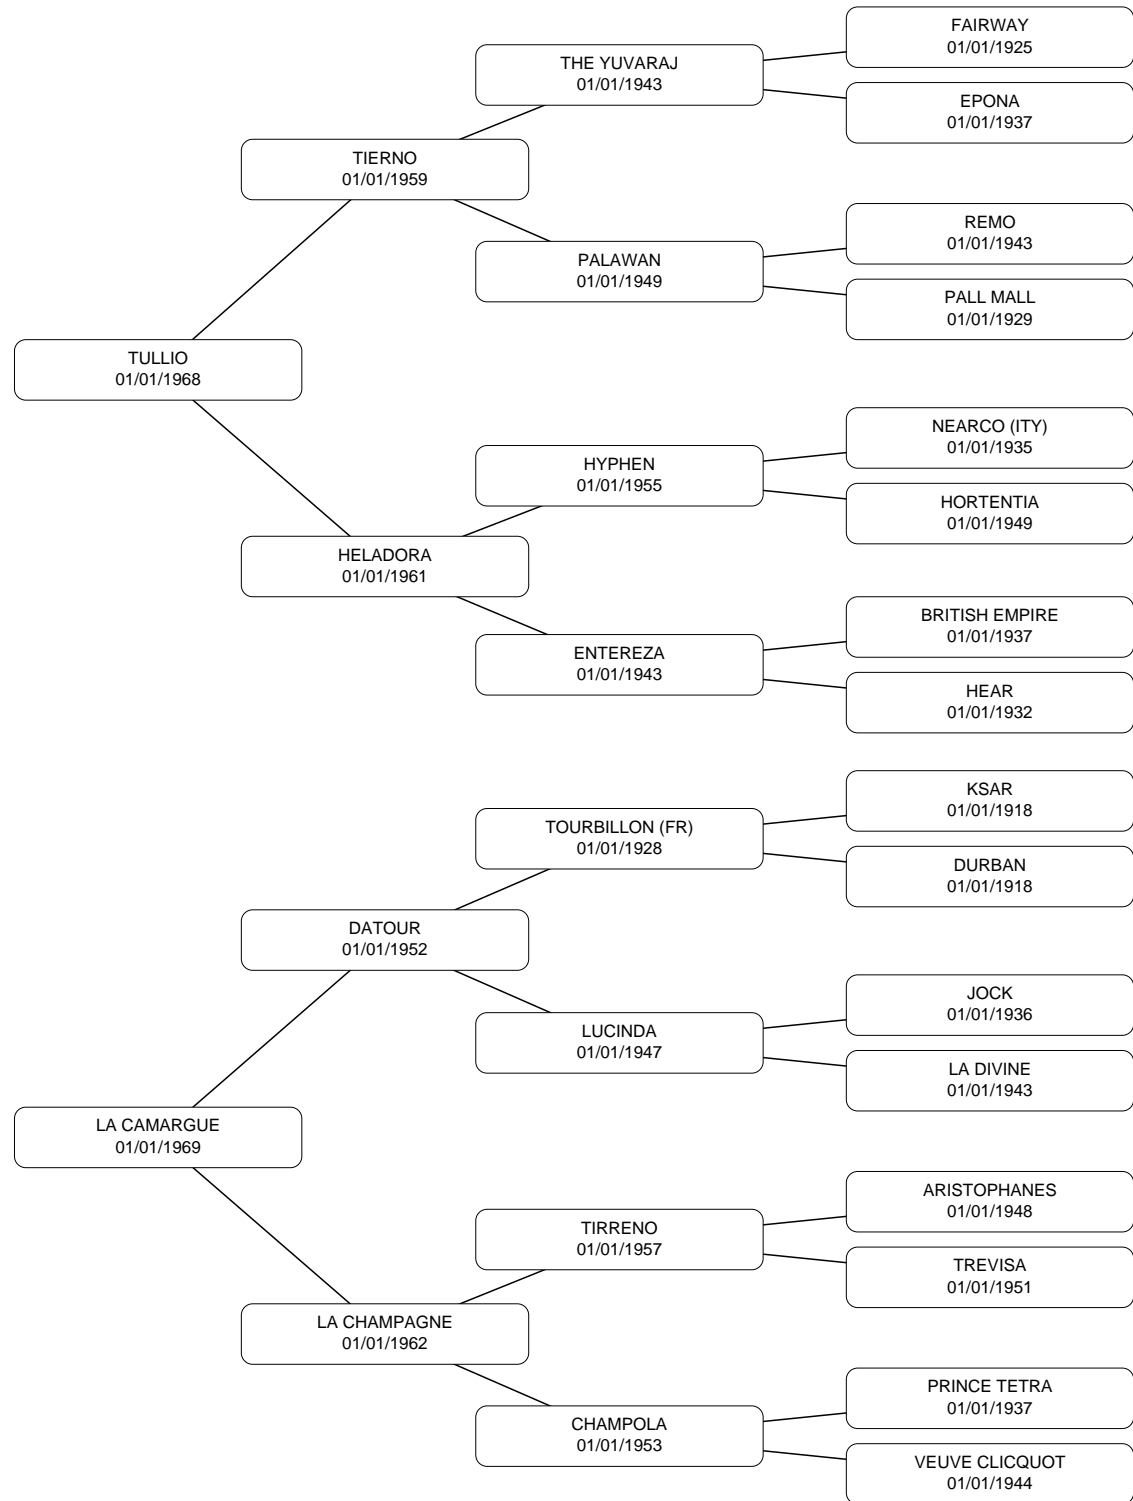 FAIRWAY
01/01/1925
THE YUVARAJ
01/01/1943
EPONA
01/01/1937
TIERNO
01/01/1959
REMO
01/01/1943
PALAWAN
01/01/1949
PALL MALL
01/01/1929
TULLIO
01/01/1968
NEARCO (ITY)
01/01/1935
HYPHEN
01/01/1955
HORTENTIA
01/01/1949
HELADORA
01/01/1961
BRITISH EMPIRE
01/01/1937
ENTEREZA
01/01/1943
HEAR
01/01/1932
KSAR
01/01/1918
TOURBILLON (FR)
01/01/1928
DURBAN
01/01/1918
DATOUR
01/01/1952
JOCK
01/01/1936
LUCINDA
01/01/1947
LA DIVINE
01/01/1943
LA CAMARGUE
01/01/1969
ARISTOPHANES
01/01/1948
TIRRENO
01/01/1957
TREVISA
01/01/1951
LA CHAMPAGNE
01/01/1962
PRINCE TETRA
01/01/1937
CHAMPOLA
01/01/1953
VEUVE CLICQUOT
01/01/1944